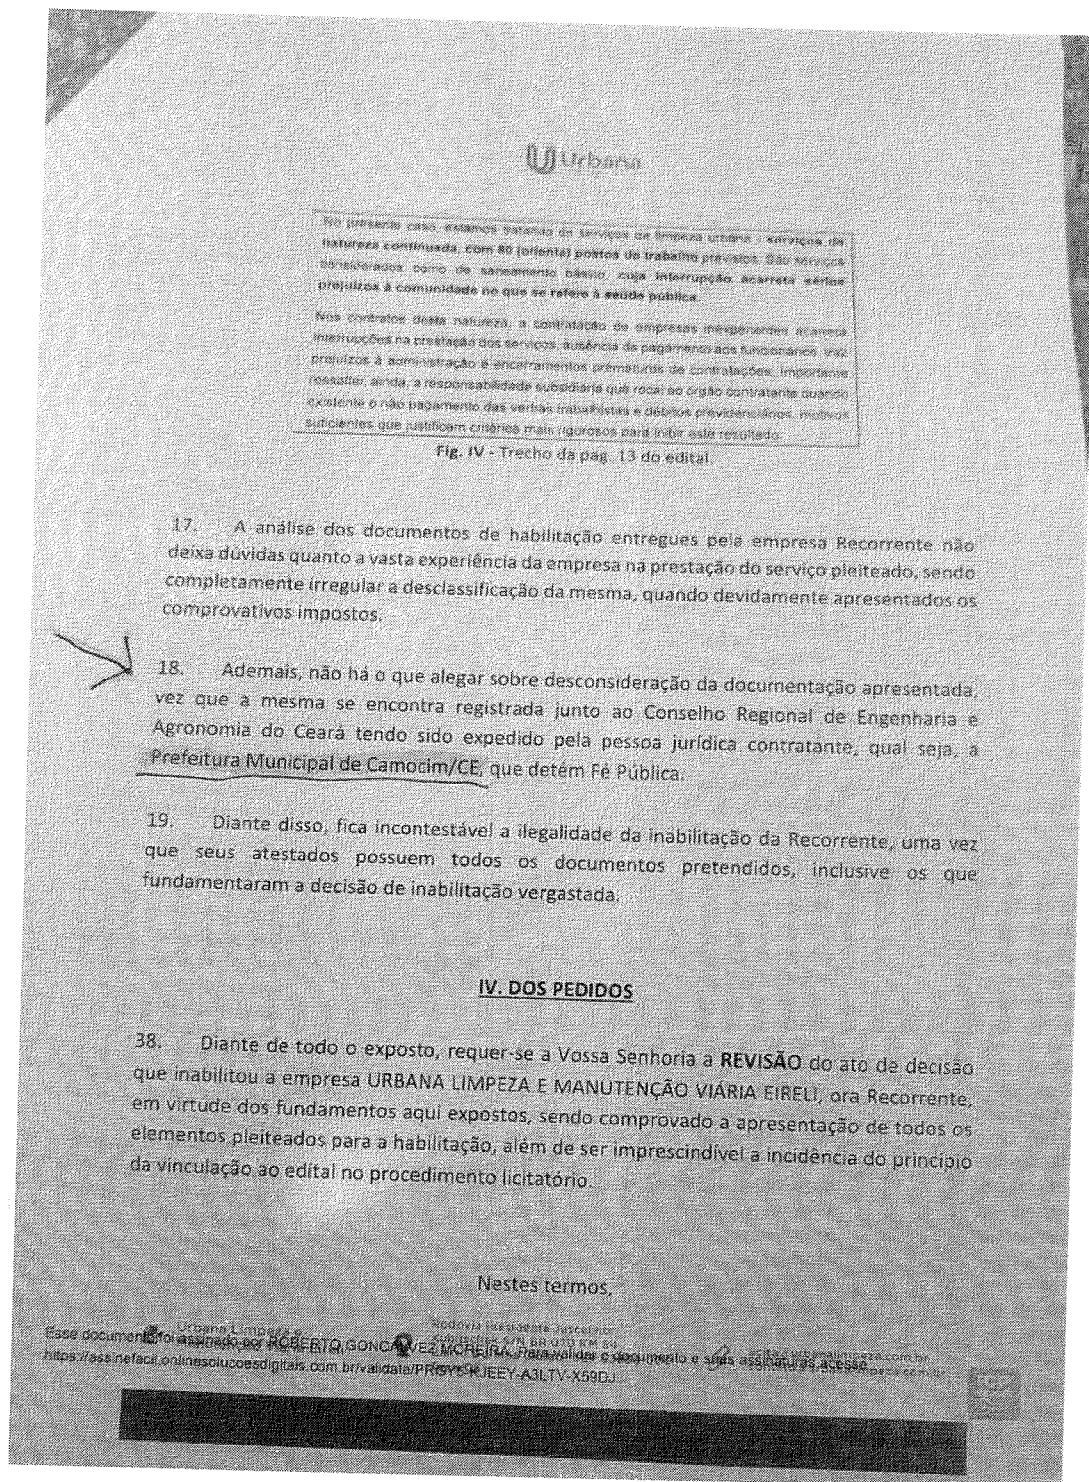 Urbana
No presente caso, estamos tratando de serviços de limpeza urbana - serviços de
natureza continuada, com 80 (oitenta) postos de trabalho previstos. São serviços
considerados como de saneamento básico, cuja interrupção acarreta sérios
prejuízos à comunidade no que se refere à saúde pública.
Nos contratos desta natureza, a contratação de empresas inexperientes acarreta
interrupções na prestação dos serviços, ausência de pagamento aos funcionários,
prejuízos à administração e encerramentos prematuros de contratações. Importante
ressaltar, ainda, a responsabilidade subsidiária que recai ao órgão contratante quando
existente o não pagamento das verbas trabalhistas e débitos previdenciários, motivos
suficientes que justificam critérios mais rigorosos para inibir este resultado.
Fig. IV - Trecho da pag. 13 do edital.
17. A análise dos documentos de habilitação entregues pela empresa Recorrente não
deixa dúvidas quanto a vasta experiência da empresa na prestação do serviço pleiteado, sendo
completamente irregular a desclassificação da mesma, quando devidamente apresentados os
comprovativos impostos.
18. Ademais, não há o que alegar sobre desconsideração da documentação apresentada,
vez que a mesma se encontra registrada junto ao Conselho Regional de Engenharia e
Agronomia do Ceará tendo sido expedido pela pessoa jurídica contratante, qual seja, a
Prefeitura Municipal de Camocim/CE, que detém Fé Pública.
19. Diante disso, fica incontestável a ilegalidade da inabilitação da Recorrente, uma vez
que seus atestados possuem todos os documentos pretendidos, inclusive os que
fundamentaram a decisão de inabilitação vergastada.
IV. DOS PEDIDOS
38. Diante de todo o exposto, requer-se a Vossa Senhoria a REVISÃO do ato de decisão
que inabilitou a empresa URBANA LIMPEZA E MANUTENÇÃO VIÁRIA EIRELI, ora Recorrente,
em virtude dos fundamentos aqui expostos, sendo comprovado a apresentação de todos os
elementos pleiteados para a habilitação, além de ser imprescindível a incidência do princípio
da vinculação ao edital no procedimento licitatório.
Nestes termos,
Urbana Limpeza
Rodovia Presidente Juscelino
Esse documento foi assinado por ROBERTO GONCALVEZ MOREIRA. Para validar o documento e suas assinaturas acesse
https://assinefacil.onlinesolucoesdigitais.com.br/validate/